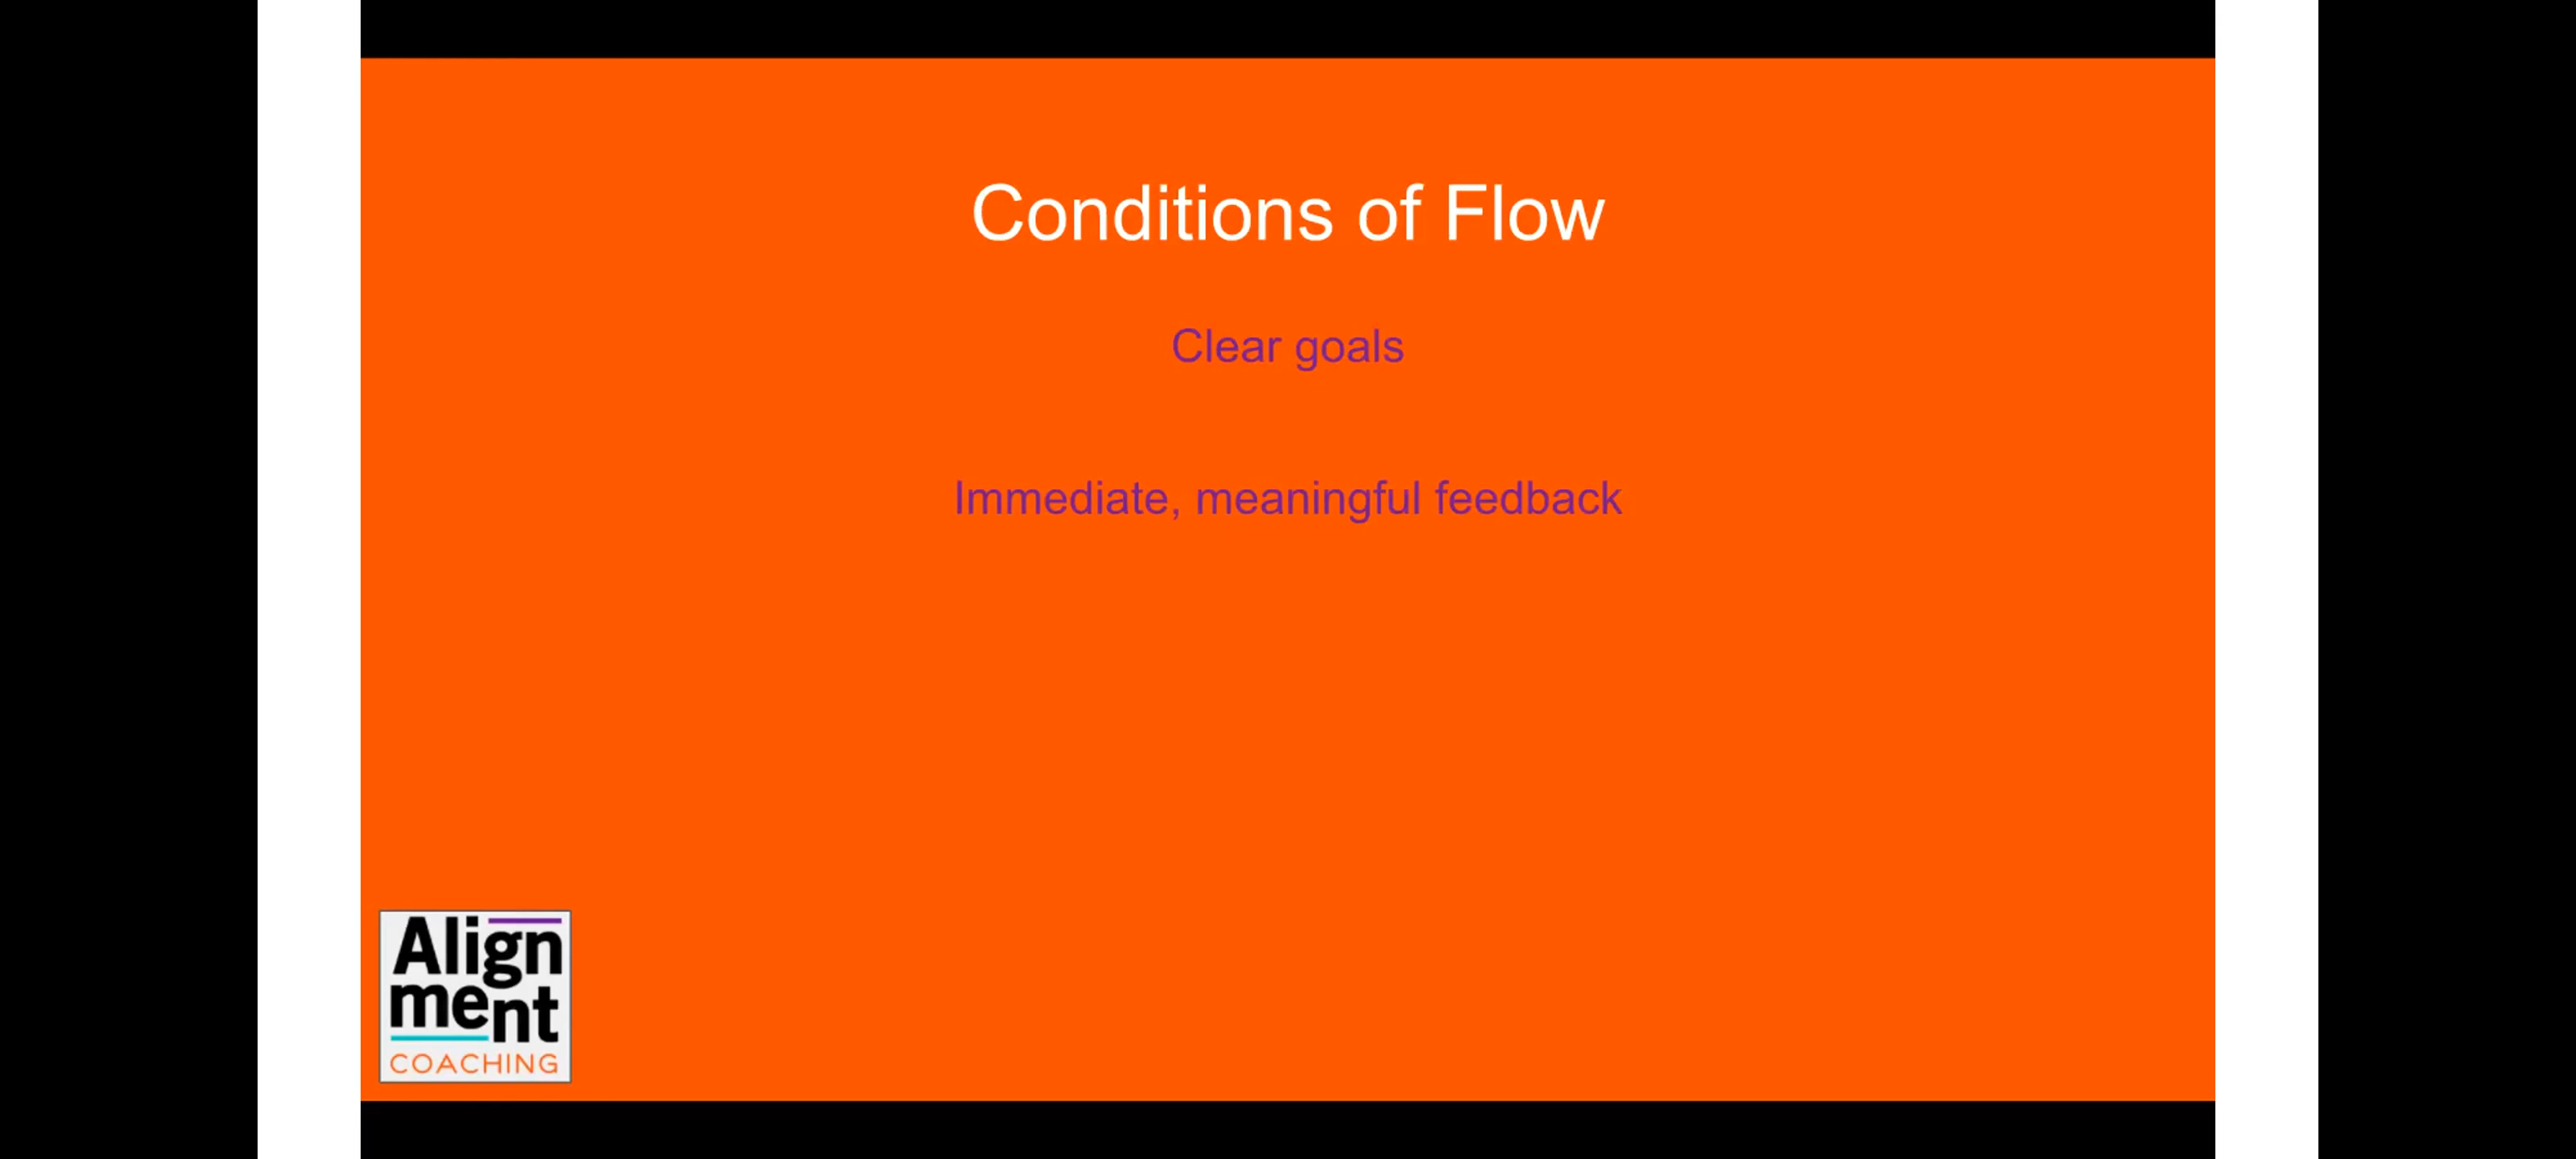 Conditions of Flow
Clear goals
Immediate, meaningful feedback
Align
ment
COACHING